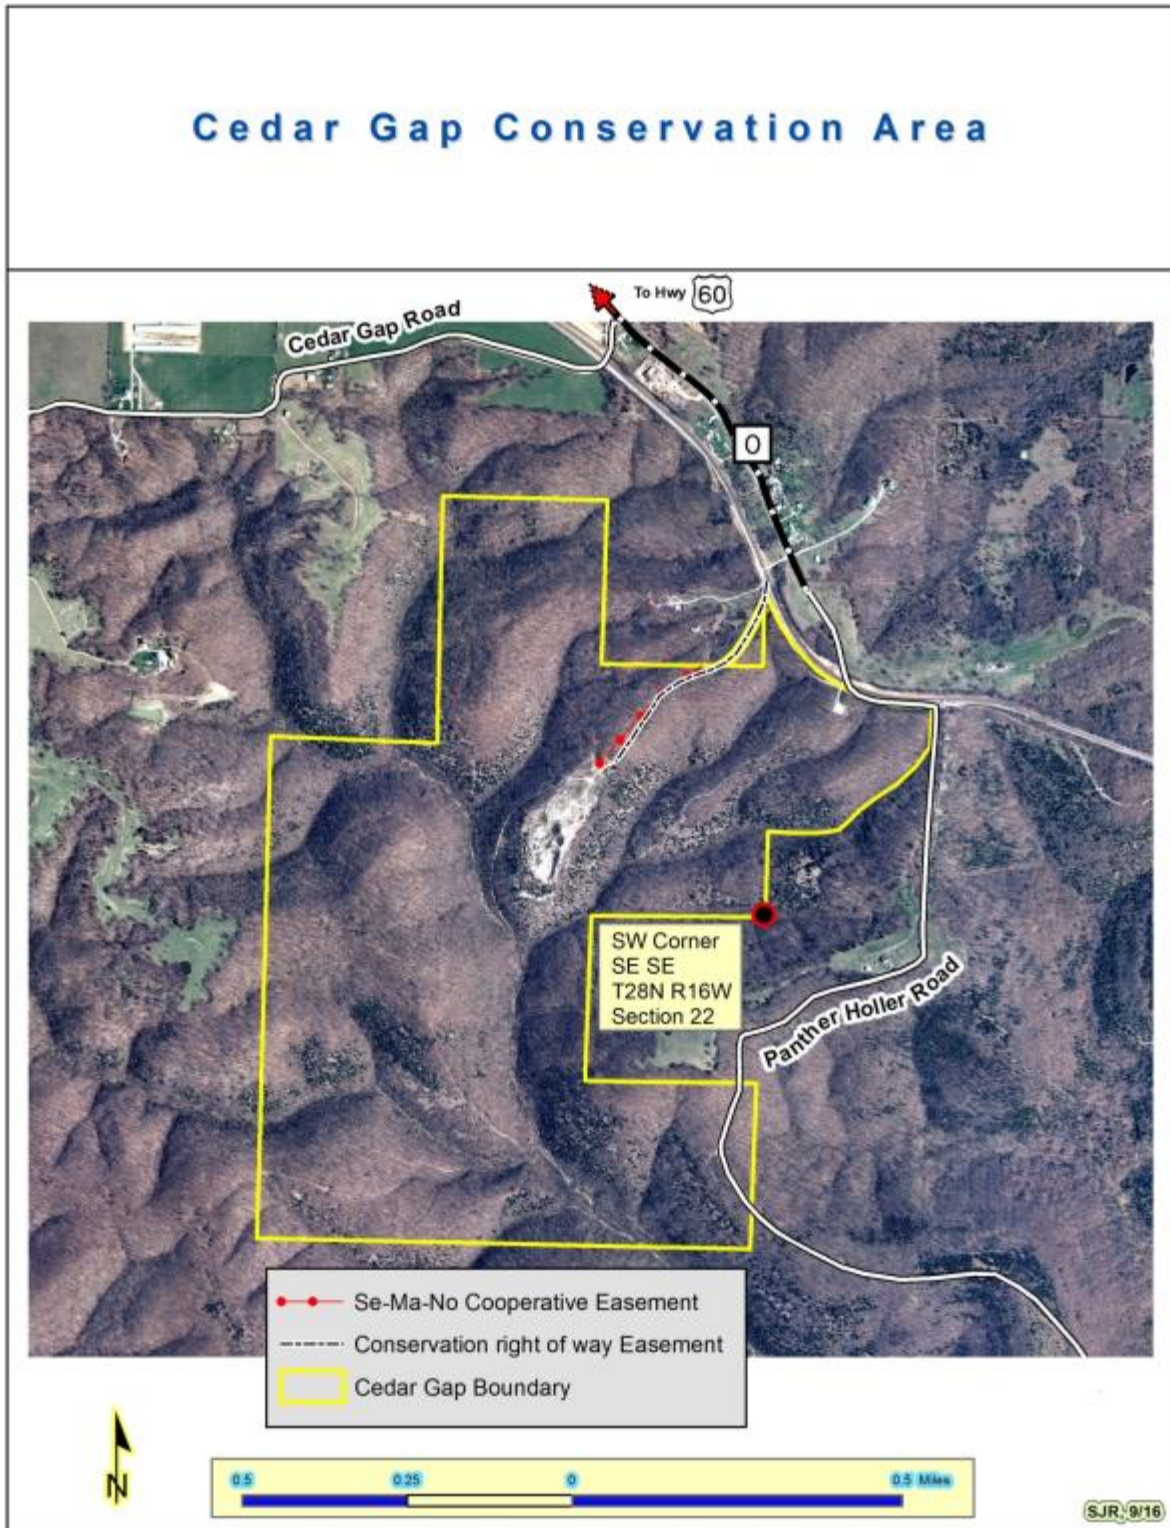 Cedar Gap Conservation Area
To Hwy 60
Cedar Gap Road
O
SW Corner
SE SE
T28N R16W
Section 22
Panther Holler Road
Se-Ma-No Cooperative Easement
Conservation right of way Easement
Cedar Gap Boundary
N
0.5 0.25 0 0.5 Miles
SJR, 9/16